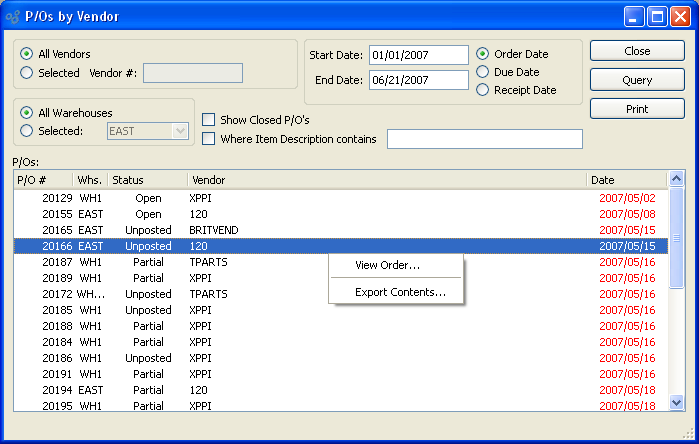 P/Os by Vendor
All Vendors
Selected Vendor #:
Start Date: 01/01/2007
End Date: 06/21/2007
Order Date
Due Date
Receipt Date
Close
Query
Print
All Warehouses
Selected: EAST
Show Closed P/O's
Where Item Description contains
P/Os:
P/O # Whs. Status Vendor Date
20129 WH1 Open XPPI 2007/05/02
20155 EAST Open 120 2007/05/08
20165 EAST Unposted BRITVEND 2007/05/15
20166 EAST Unposted 120 2007/05/15
20187 WH1 Partial TPARTS 2007/05/16
20189 WH1 Partial XPPI 2007/05/16
20172 WH... Unposted TPARTS 2007/05/16
20185 WH1 Unposted XPPI 2007/05/16
20188 WH1 Partial XPPI 2007/05/16
20184 WH1 Partial XPPI 2007/05/16
20186 WH1 Unposted XPPI 2007/05/16
20191 WH1 Partial XPPI 2007/05/16
20194 EAST Partial 120 2007/05/18
20195 WH1 Partial XPPI 2007/05/18
View Order...
Export Contents...